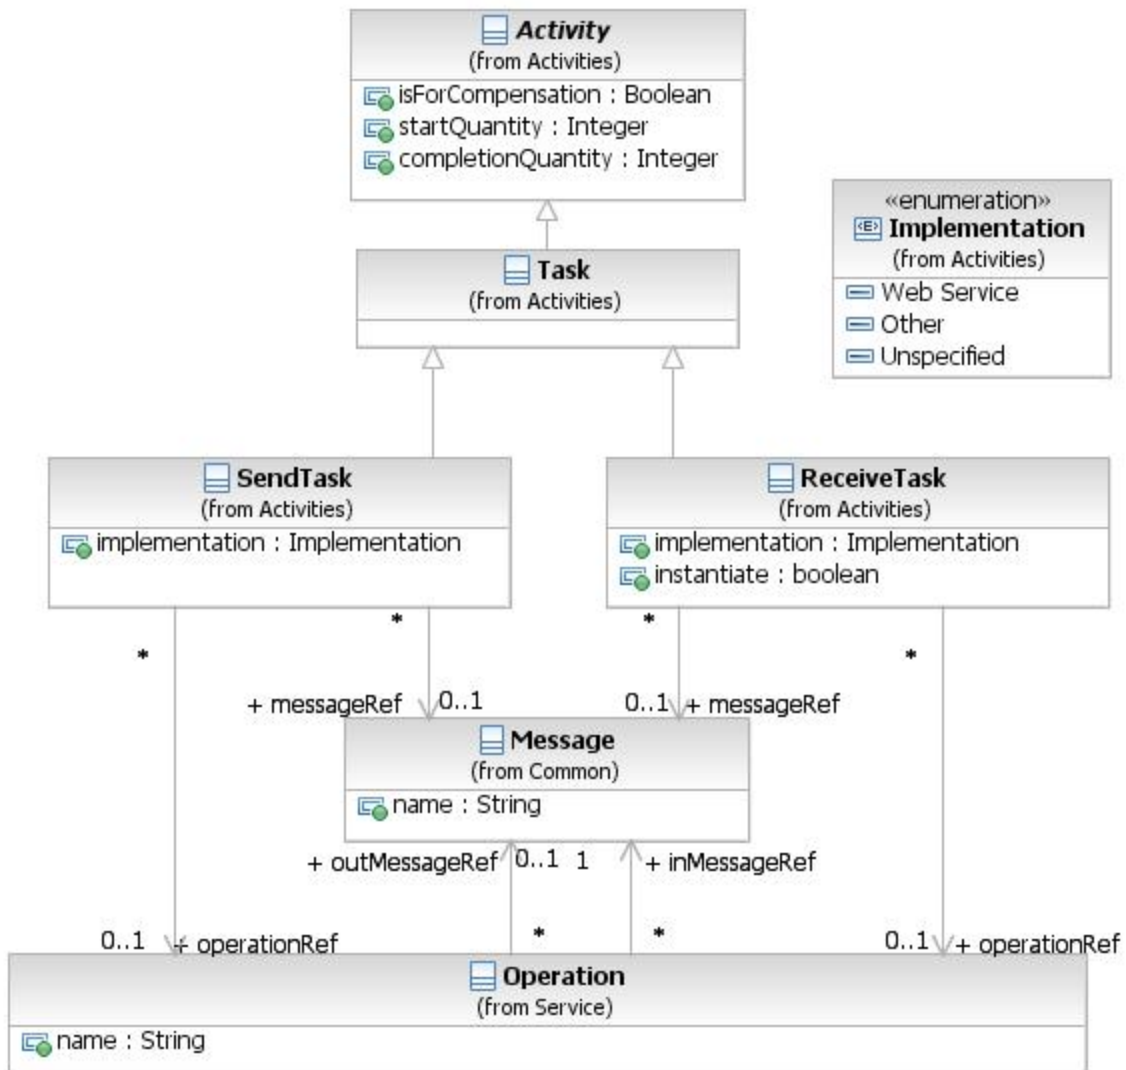 Activity
(from Activities)
isForCompensation : Boolean
startQuantity : Integer
completionQuantity : Integer
«enumeration»
<E> Implementation
(from Activities)
Web Service
Other
Unspecified
Task
(from Activities)
SendTask
(from Activities)
implementation : Implementation
ReceiveTask
(from Activities)
implementation : Implementation
instantiate : boolean
* * * *
+ messageRef 0..1 0..1 + messageRef
Message
(from Common)
name : String
+ outMessageRef 0..1 1 + inMessageRef
* *
0..1 + operationRef 0..1 + operationRef
Operation
(from Service)
name : String